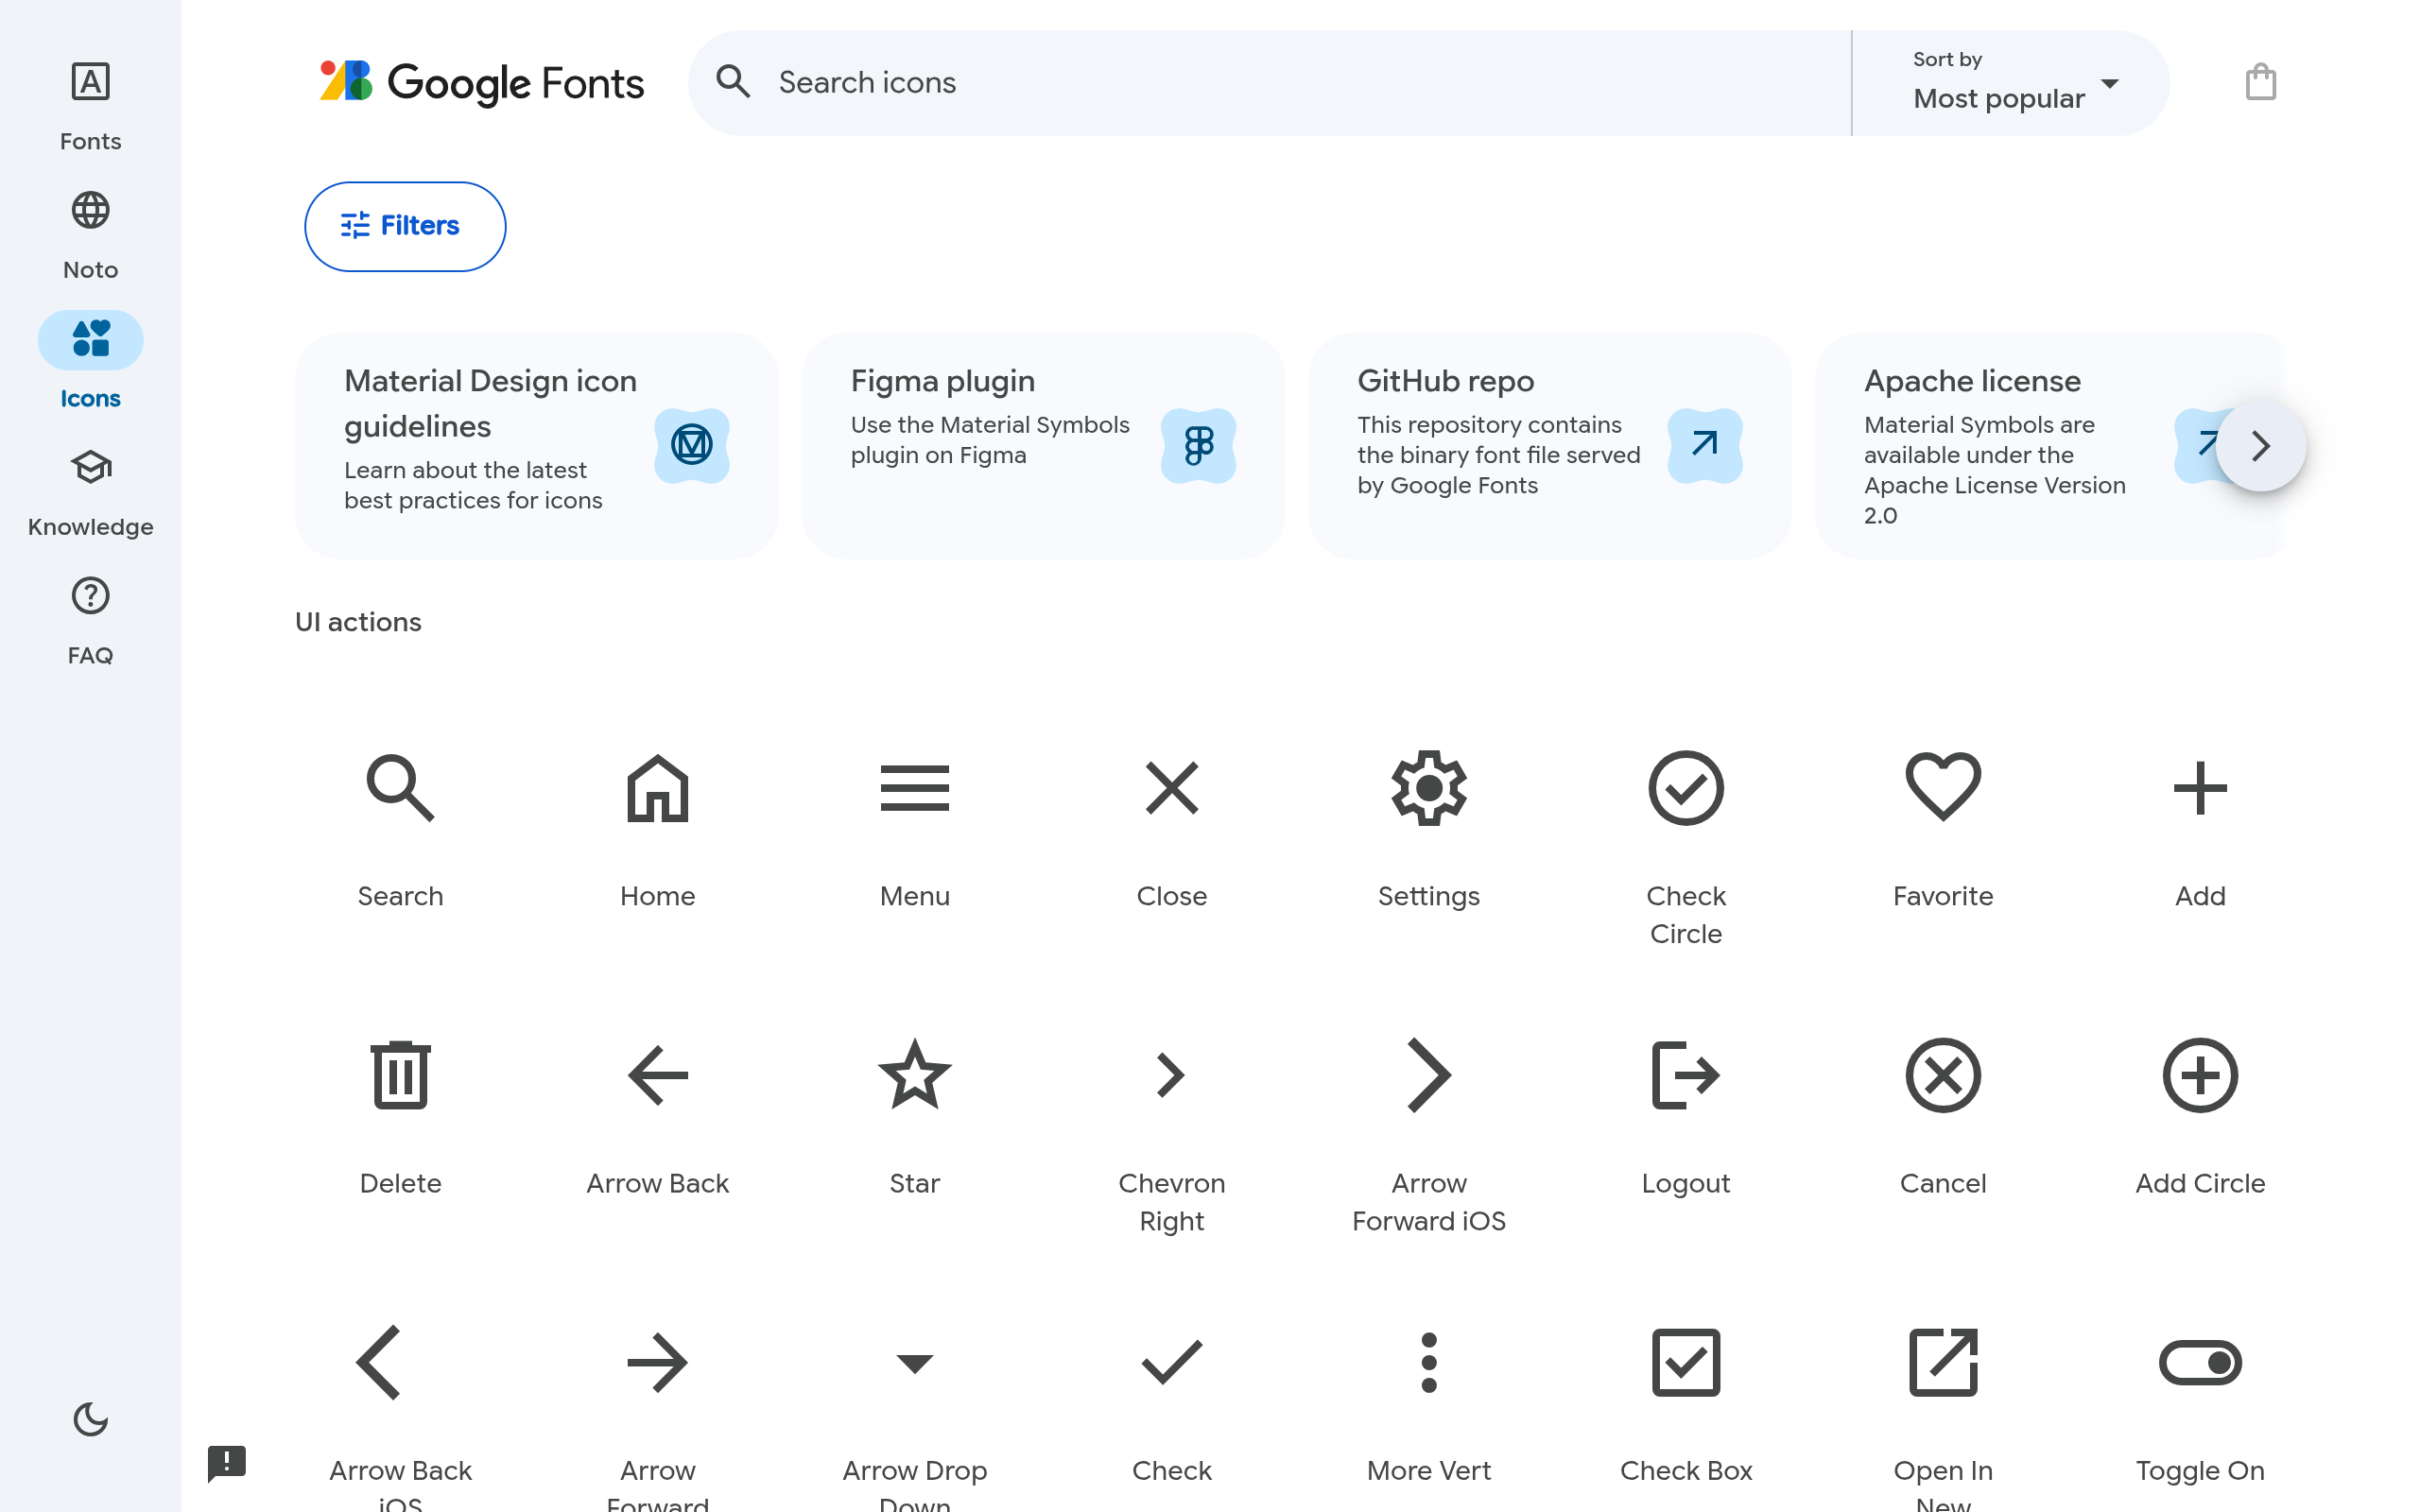 Fonts
Noto
Icons
Knowledge
FAQ
Google Fonts
Search icons
Sort by
Most popular
Filters
Material Design icon
guidelines
Learn about the latest
best practices for icons
Figma plugin
Use the Material Symbols
plugin on Figma
GitHub repo
This repository contains
the binary font file served
by Google Fonts
Apache license
Material Symbols are
available under the
Apache License Version
2.0
UI actions
Search
Home
Menu
Close
Settings
Check
Circle
Favorite
Add
Delete
Arrow Back
Star
Chevron
Right
Arrow
Forward iOS
Logout
Cancel
Add Circle
Arrow Back
iOS
Arrow
Forward
Arrow Drop
Down
Check
More Vert
Check Box
Open In
New
Toggle On